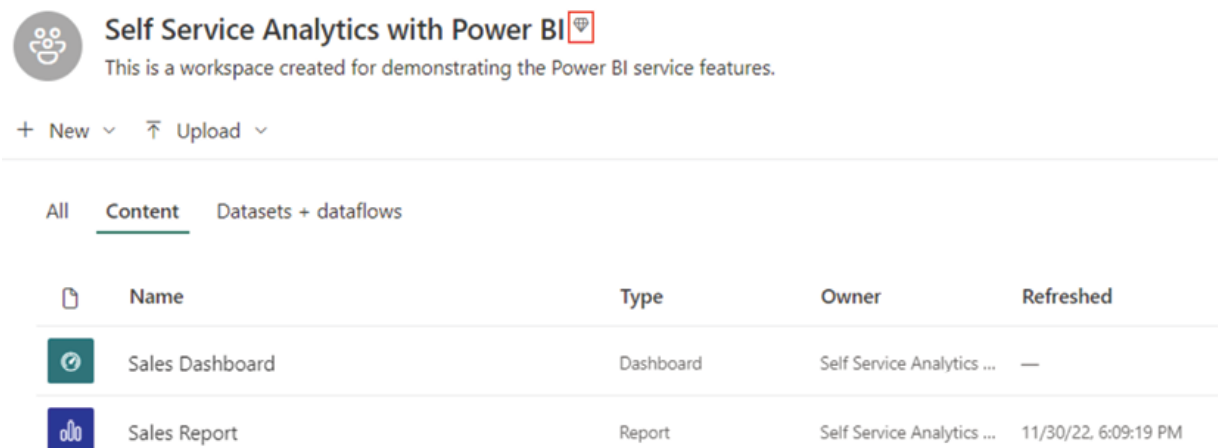 Self Service Analytics with Power BI
This is a workspace created for demonstrating the Power BI service features.
+ New Upload
All Content Datasets + dataflows
Name Type Owner Refreshed
Sales Dashboard Dashboard Self Service Analytics ... —
Sales Report Report Self Service Analytics ... 11/30/22, 6:09:19 PM